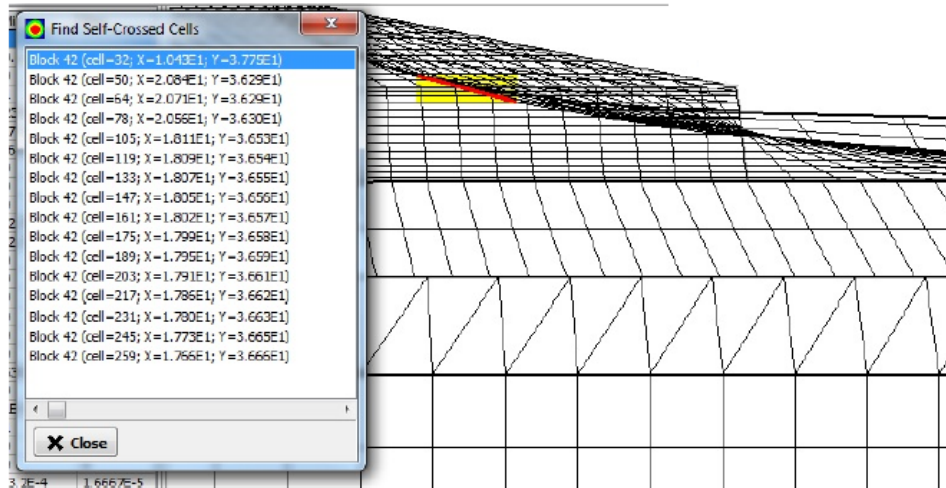 Find Self-Crossed Cells
Block 42 (cell=32; X=1.043E1; Y=3.775E1)
Block 42 (cell=50; X=2.084E1; Y=3.629E1)
Block 42 (cell=64; X=2.071E1; Y=3.629E1)
Block 42 (cell=78; X=2.056E1; Y=3.630E1)
Block 42 (cell=105; X=1.811E1; Y=3.653E1)
Block 42 (cell=119; X=1.809E1; Y=3.654E1)
Block 42 (cell=133; X=1.807E1; Y=3.655E1)
Block 42 (cell=147; X=1.805E1; Y=3.656E1)
Block 42 (cell=161; X=1.802E1; Y=3.657E1)
Block 42 (cell=175; X=1.799E1; Y=3.658E1)
Block 42 (cell=189; X=1.795E1; Y=3.659E1)
Block 42 (cell=203; X=1.791E1; Y=3.661E1)
Block 42 (cell=217; X=1.786E1; Y=3.662E1)
Block 42 (cell=231; X=1.780E1; Y=3.663E1)
Block 42 (cell=245; X=1.773E1; Y=3.665E1)
Block 42 (cell=259; X=1.766E1; Y=3.666E1)
Close
3.2E-4 1.6667E-5